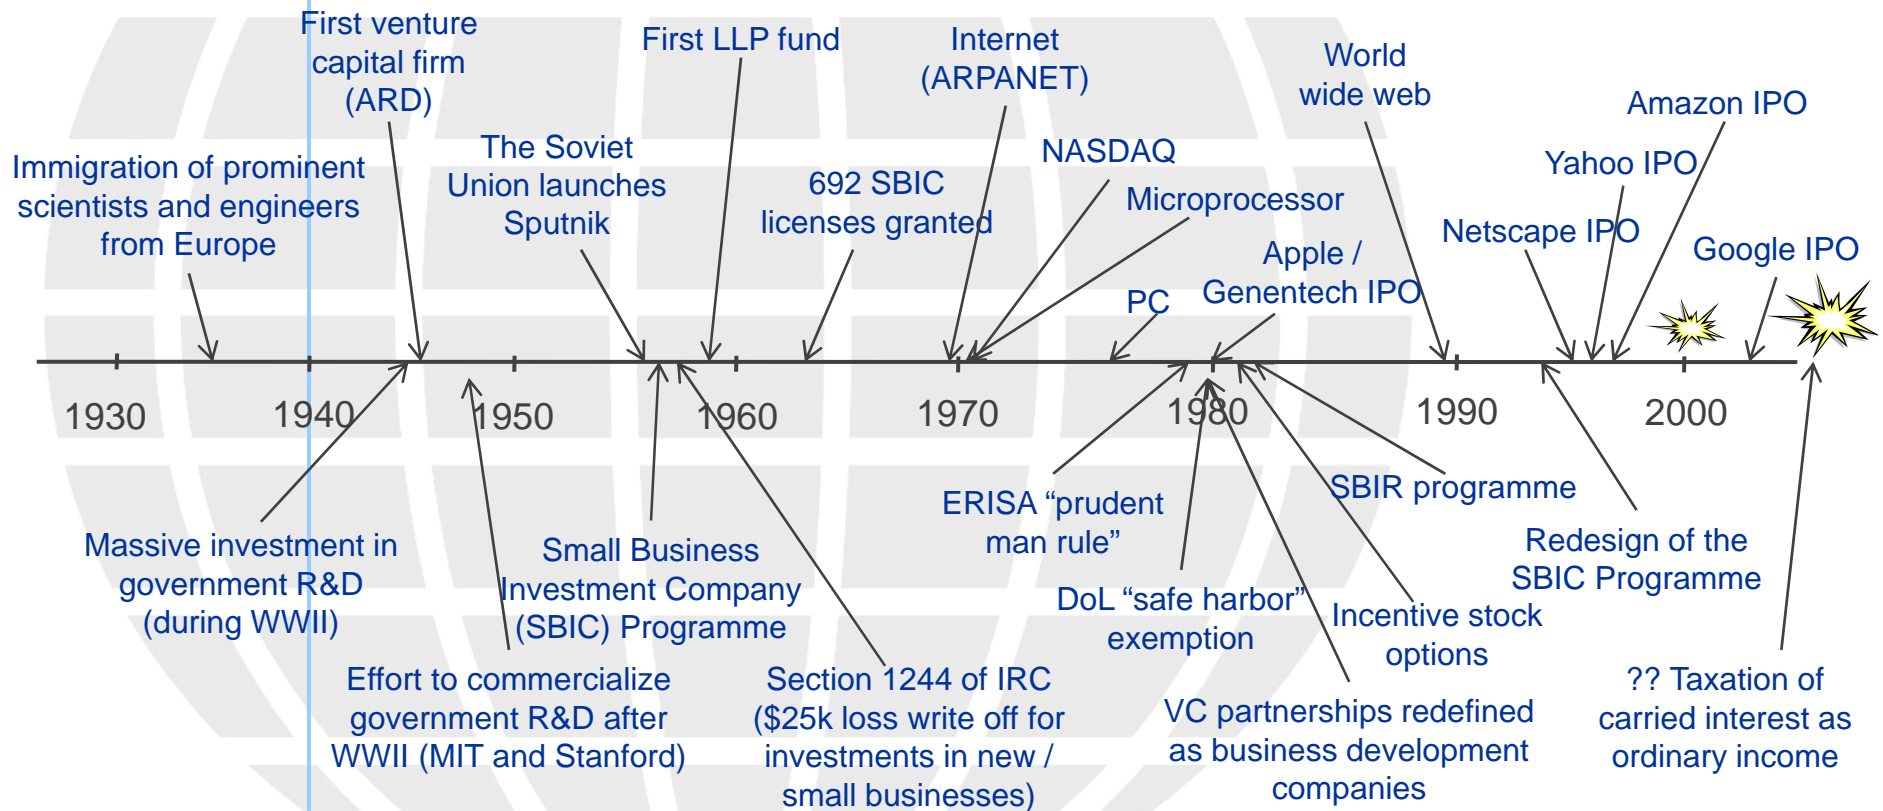 First venture
capital firm
(ARD)
First LLP fund
Internet
(ARPANET)
World
wide web
Amazon IPO
Immigration of prominent
scientists and engineers
from Europe
The Soviet
Union launches
Sputnik
692 SBIC
licenses granted
NASDAQ
Microprocessor
Yahoo IPO
Netscape IPO
Google IPO
Apple /
Genentech IPO
PC
1930
1940
1950
1960
1970
1980
1990
2000
Massive investment in
government R&D
(during WWII)
Small Business
Investment Company
(SBIC) Programme
ERISA “prudent
man rule”
SBIR programme
Redesign of the
SBIC Programme
DoL “safe harbor”
exemption
Incentive stock
options
Effort to commercialize
government R&D after
WWII (MIT and Stanford)
Section 1244 of IRC
($25k loss write off for
investments in new /
small businesses)
VC partnerships redefined
as business development
companies
?? Taxation of
carried interest as
ordinary income